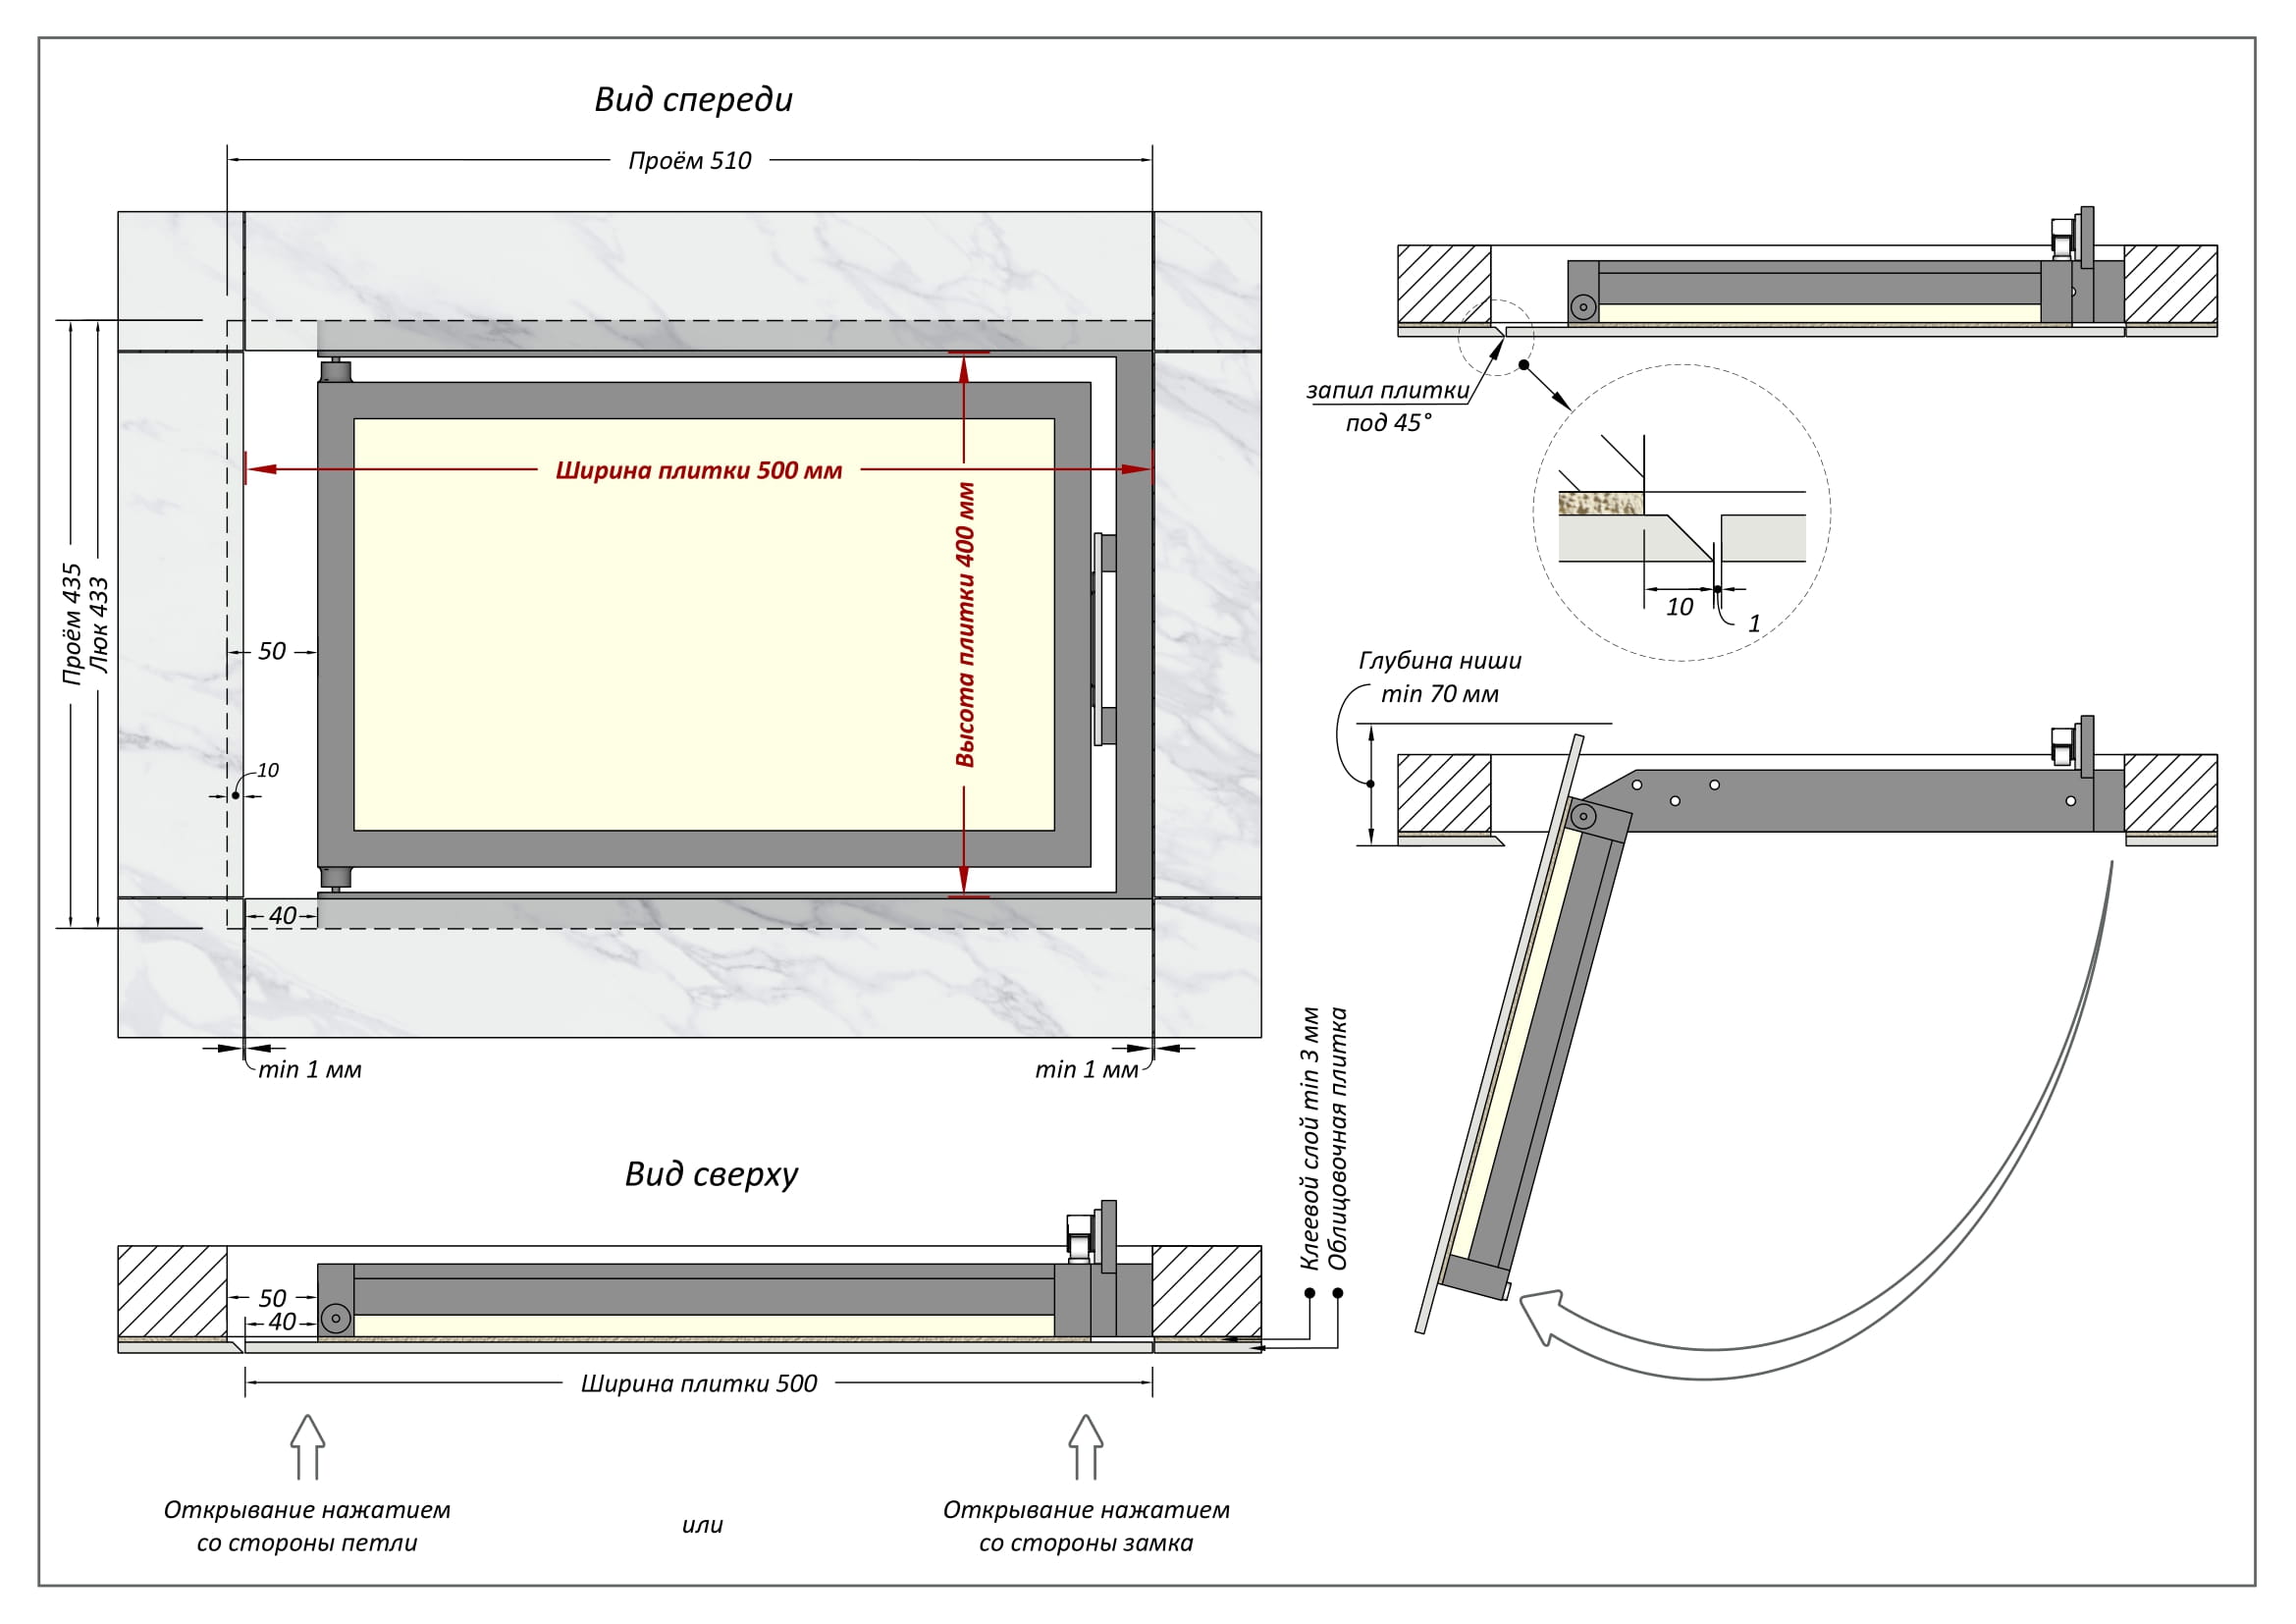 Вид спереди
Проём 510
Проём 435
Люк 433
Ширина плитки 500 мм
Высота плитки 400 мм
50
10
40
min 1 мм
min 1 мм
запил плитки
под 45°
10
1
Глубина ниши
min 70 мм
Вид сверху
50
40
Ширина плитки 500
Клеевой слой min 3 мм
Облицовочная плитка
Открывание нажатием
со стороны петли
или
Открывание нажатием
со стороны замка